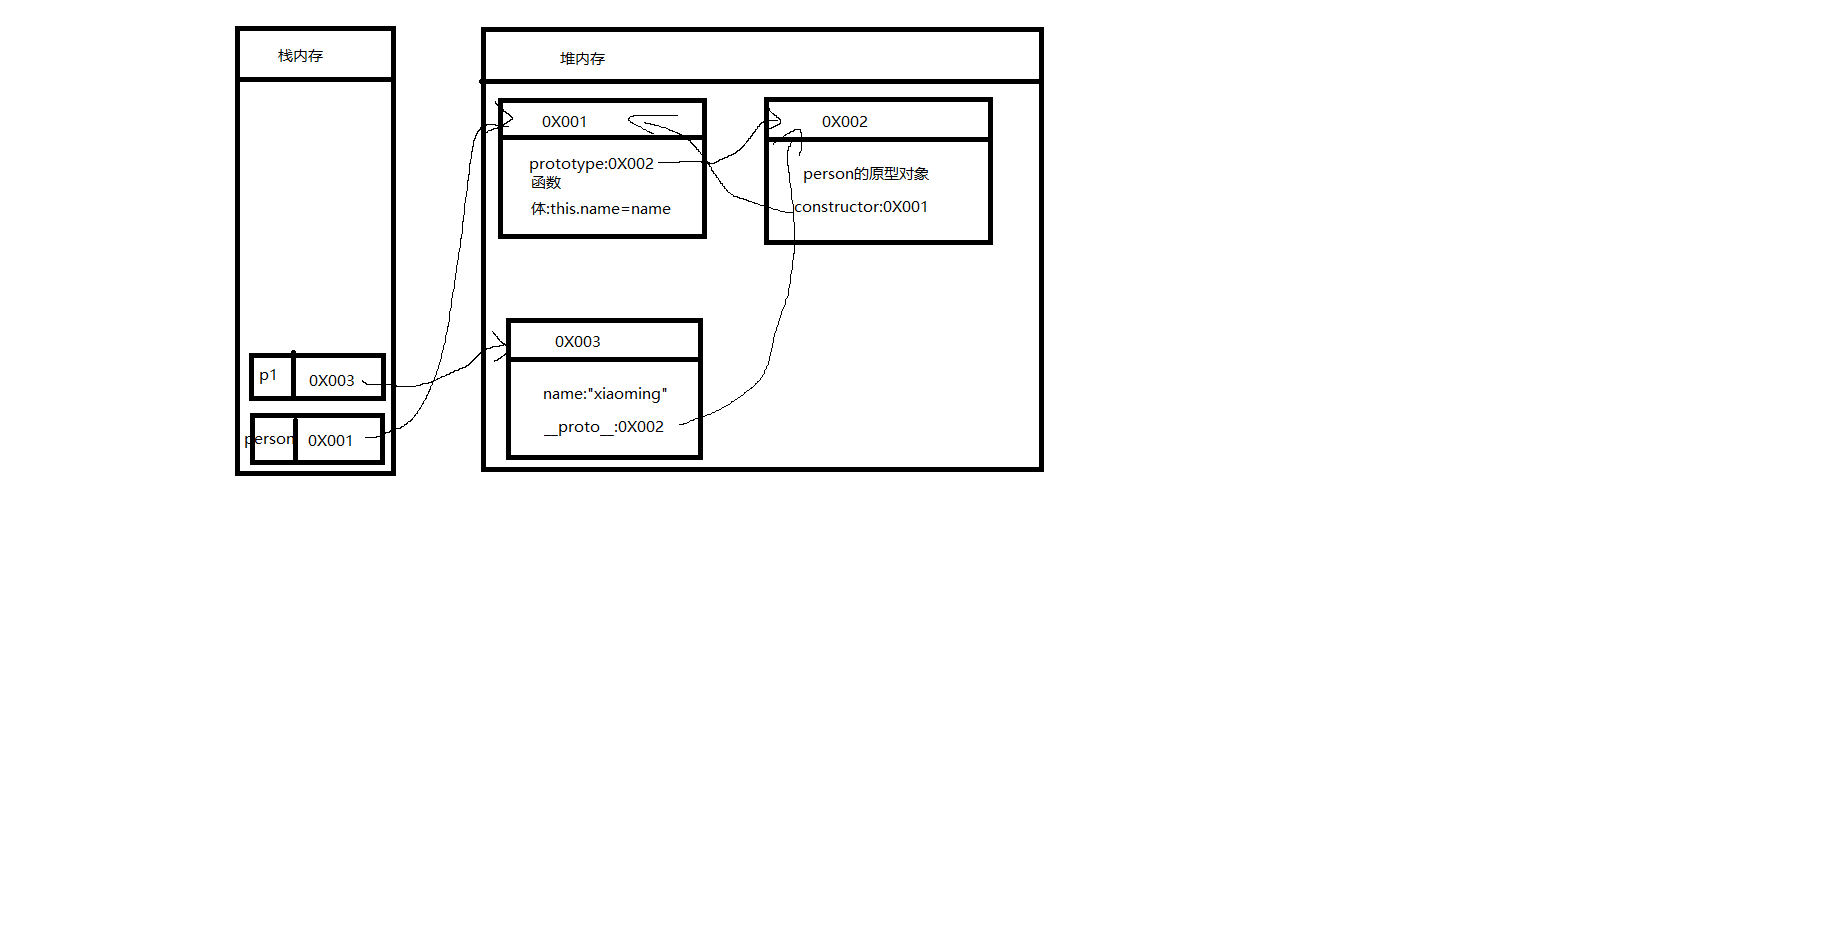 栈内存
p1
0X003
person
0X001
堆内存
0X001
prototype:0X002
函数
体:this.name=name
0X002
person的原型对象
constructor:0X001
0X003
name:"xiaoming"
__proto__:0X002